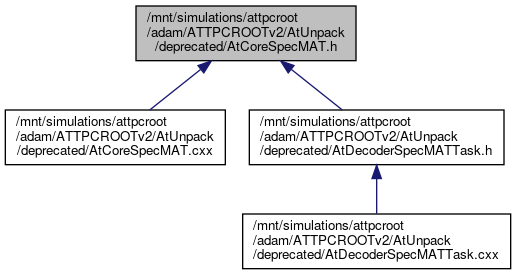 /mnt/simulations/attpcroot
/adam/ATTPCROOTv2/AtUnpack
/deprecated/AtCoreSpecMAT.h
/mnt/simulations/attpcroot
/adam/ATTPCROOTv2/AtUnpack
/deprecated/AtCoreSpecMAT.cxx
/mnt/simulations/attpcroot
/adam/ATTPCROOTv2/AtUnpack
/deprecated/AtDecoderSpecMATTask.h
/mnt/simulations/attpcroot
/adam/ATTPCROOTv2/AtUnpack
/deprecated/AtDecoderSpecMATTask.cxx